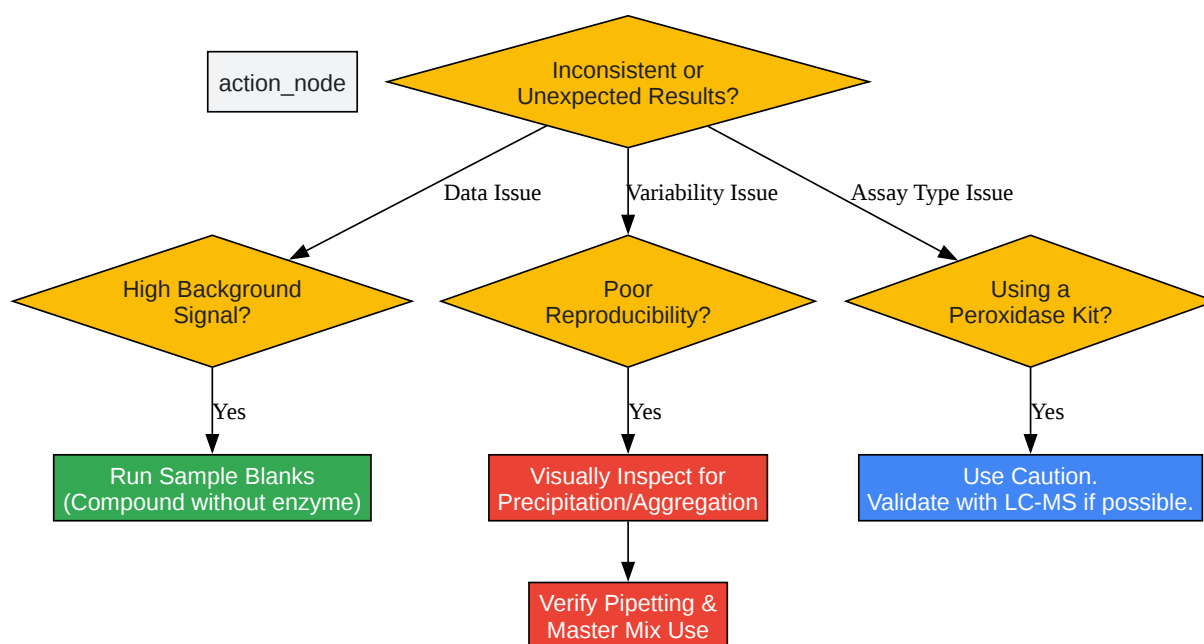 action_node
Inconsistent or
Unexpected Results?
Data Issue
Variability Issue
Assay Type Issue
High Background
Signal?
Poor
Reproducibility?
Using a
Peroxidase Kit?
Yes
Yes
Yes
Run Sample Blanks
(Compound without enzyme)
Visually Inspect for
Precipitation/Aggregation
Use Caution.
Validate with LC-MS if possible.
Verify Pipetting &
Master Mix Use